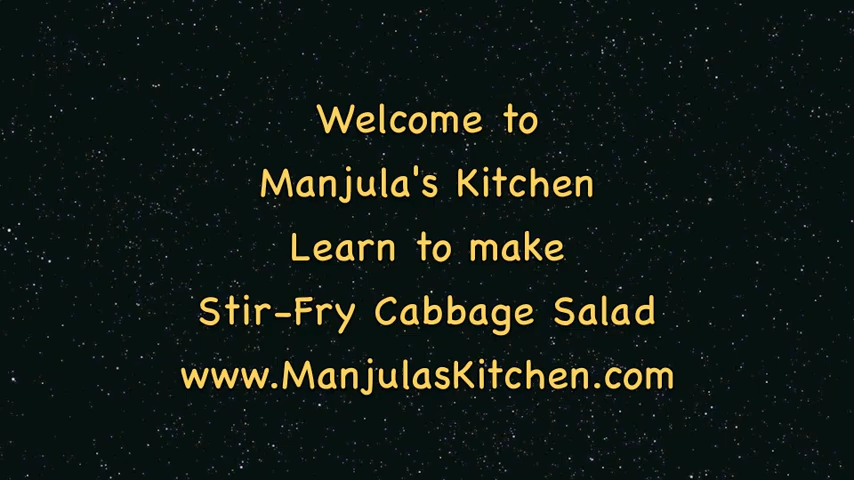 Welcome to
Manjula's Kitchen
Learn to make
Stir-Fry Cabbage Salad
www.ManjulasKitchen.com